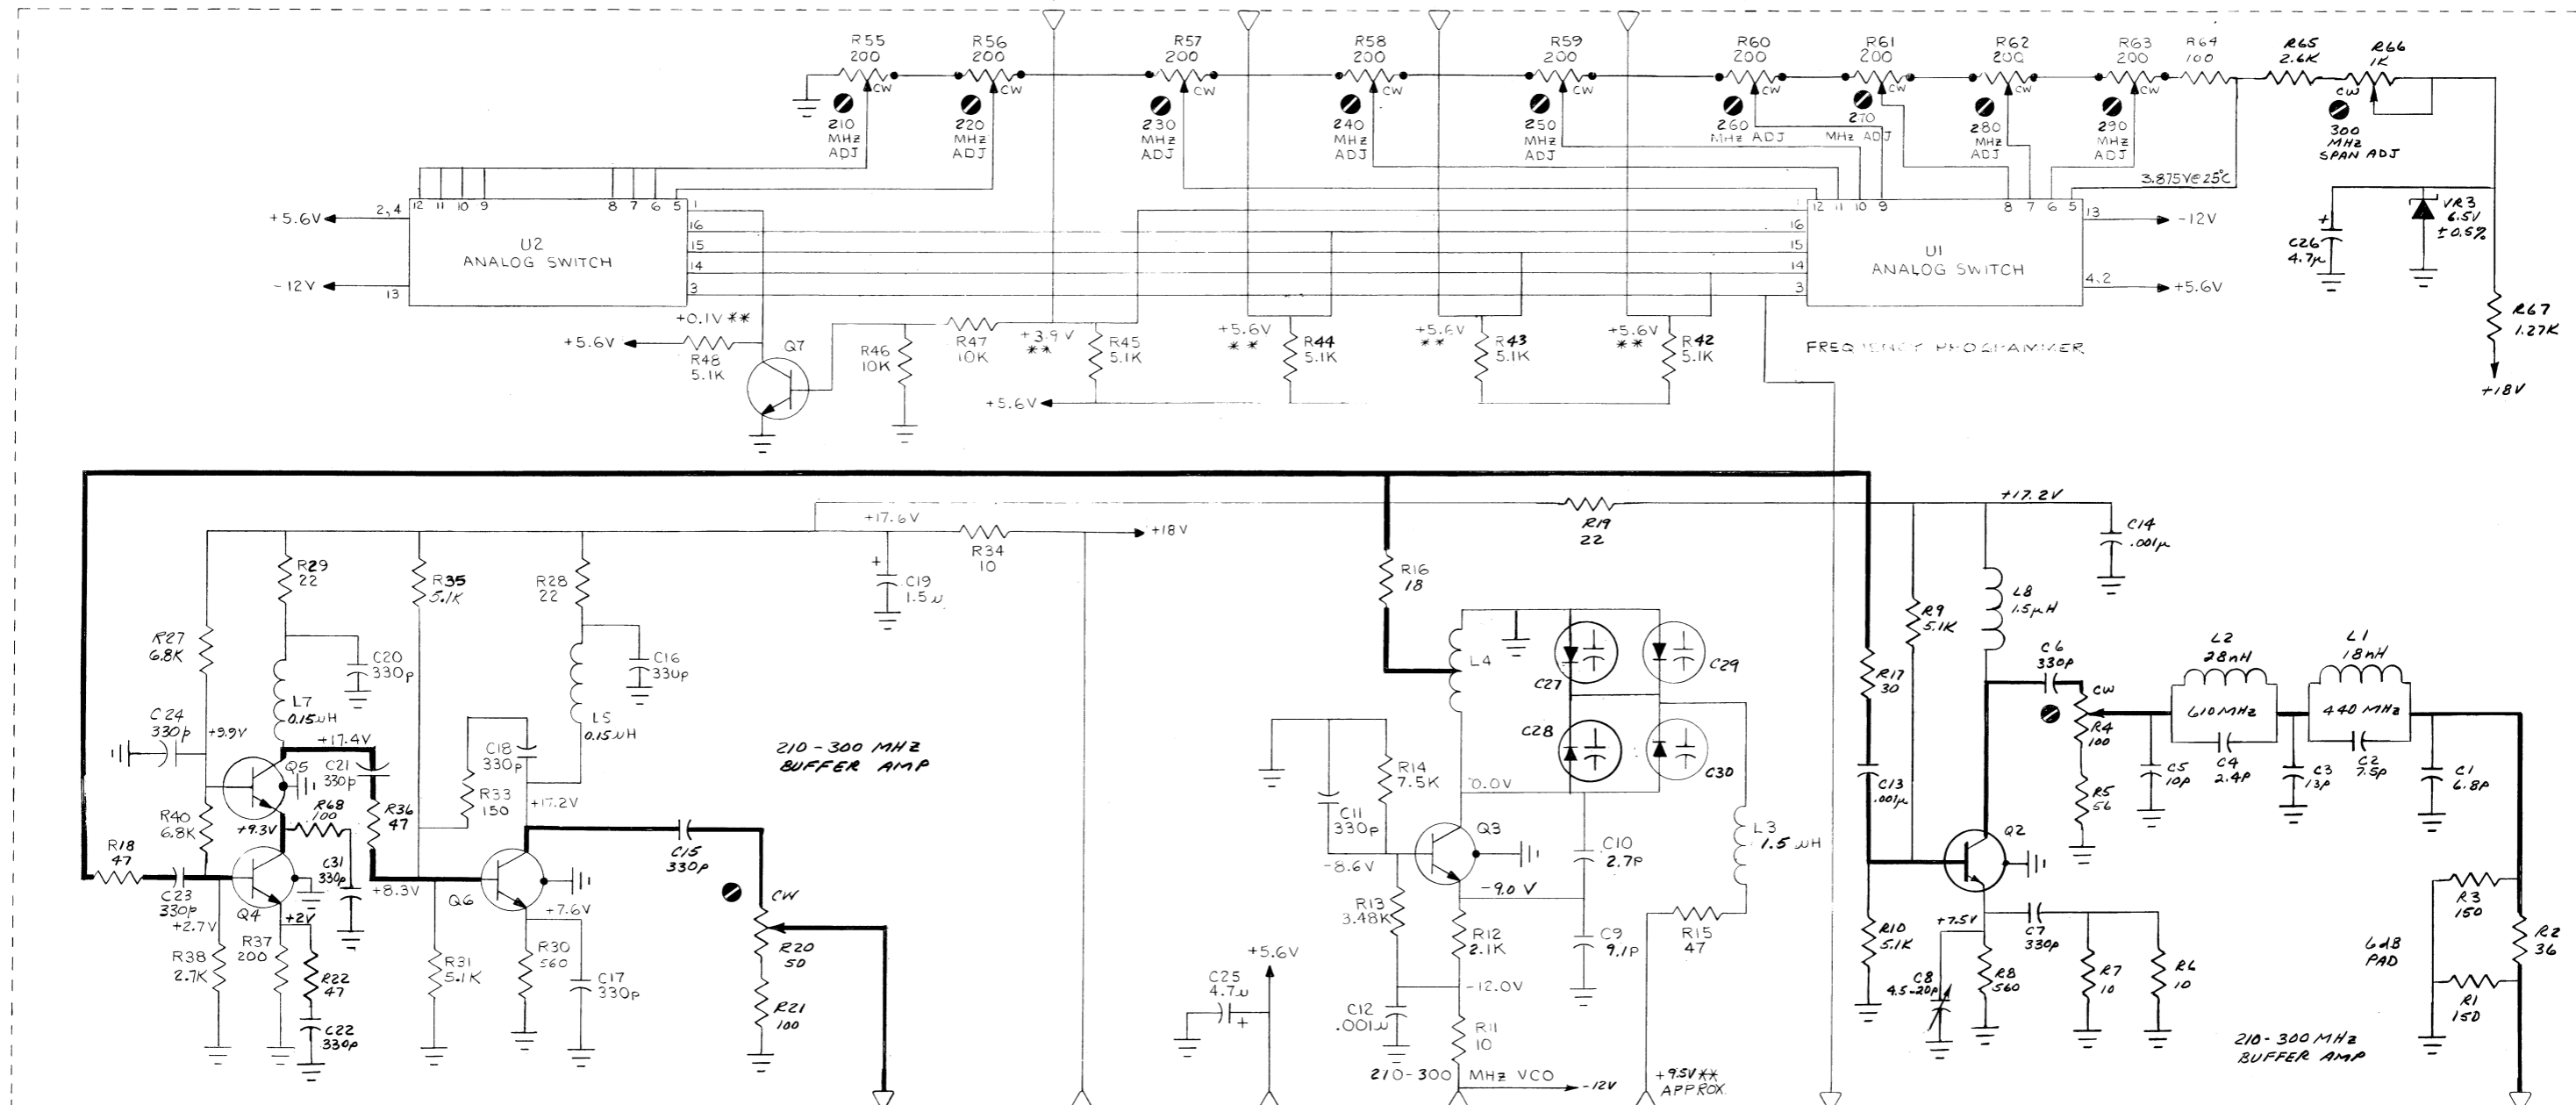 R55
200
R56
200
R57
200
R58
200
R59
200
R60
200
R61
200
R62
200
R63
200
R64
100
R65
2.6K
R66
1K
CW
CW
CW
CW
CW
CW
CW
CW
CW
CW
210
MHz
ADJ
220
MHz
ADJ
230
MHz
ADJ
240
MHz
ADJ
250
MHz
ADJ
260
MHz ADJ
270
MHz ADJ
280
MHz
ADJ
290
MHz
ADJ
300
MHz
SPAN ADJ
3.875V@25°C
+5.6V
2,4
12
11
10
9
8
7
6
5
1
16
15
14
3
U2
ANALOG SWITCH
-12V
13
1
16
15
14
3
12
11
10
9
8
7
6
5
U1
ANALOG SWITCH
13
-12V
4,2
+5.6V
C26
4.7μ
+
VR3
6.5V
±0.5%
R67
1.27K
+18V
+0.1V **
+5.6V
R48
5.1K
Q7
R46
10K
R47
10K
+3.9V
**
R45
5.1K
+5.6V
**
R44
5.1K
+5.6V
**
R43
5.1K
+5.6V
**
R42
5.1K
+5.6V
FREQUENCY PROGRAMMER
+17.6V
R34
10
+18V
R19
22
+17.2V
C14
.001μ
R29
22
R35
5.1K
R28
22
+
C19
1.5μ
R16
18
R27
6.8K
C20
330p
C16
330p
L7
0.15μH
L5
0.15μH
L4
C27
C29
R9
5.1K
L8
1.5μH
C24
330p
+9.9V
+17.4V
C21
330p
Q5
C18
330p
R33
150
+17.2V
210-300 MHz
BUFFER AMP
C28
C30
R14
7.5K
0.0V
R17
30
C13
.001μ
C6
330p
CW
R4
100
L2
28nH
610MHz
C4
2.4p
L1
18nH
440 MHz
C2
7.5p
C5
10p
C3
13p
C1
6.8p
R5
56
R40
6.8K
+9.3V
R68
100
R36
47
C31
330p
R18
47
C23
330p
+2.7V
Q4
+2V
+8.3V
Q6
+7.6V
C15
330p
CW
R20
50
R21
100
C11
330p
-8.6V
Q3
-9.0 V
C10
2.7p
L3
1.5 μH
Q2
R38
2.7K
R37
200
R22
47
C22
330p
R31
5.1K
R30
560
C17
330p
R13
3.48K
R12
2.1K
C9
9.1p
R15
47
R10
5.1K
+7.5V
C7
330p
C8
4.5-20p
R8
560
R7
10
R6
10
R3
150
R2
36
6dB
PAD
R1
150
+5.6V
C25
4.7μ
+
-12.0V
C12
.001μ
R11
10
210-300 MHz VCO
-12V
+9.5V**
APPROX.
210-300 MHz
BUFFER AMP